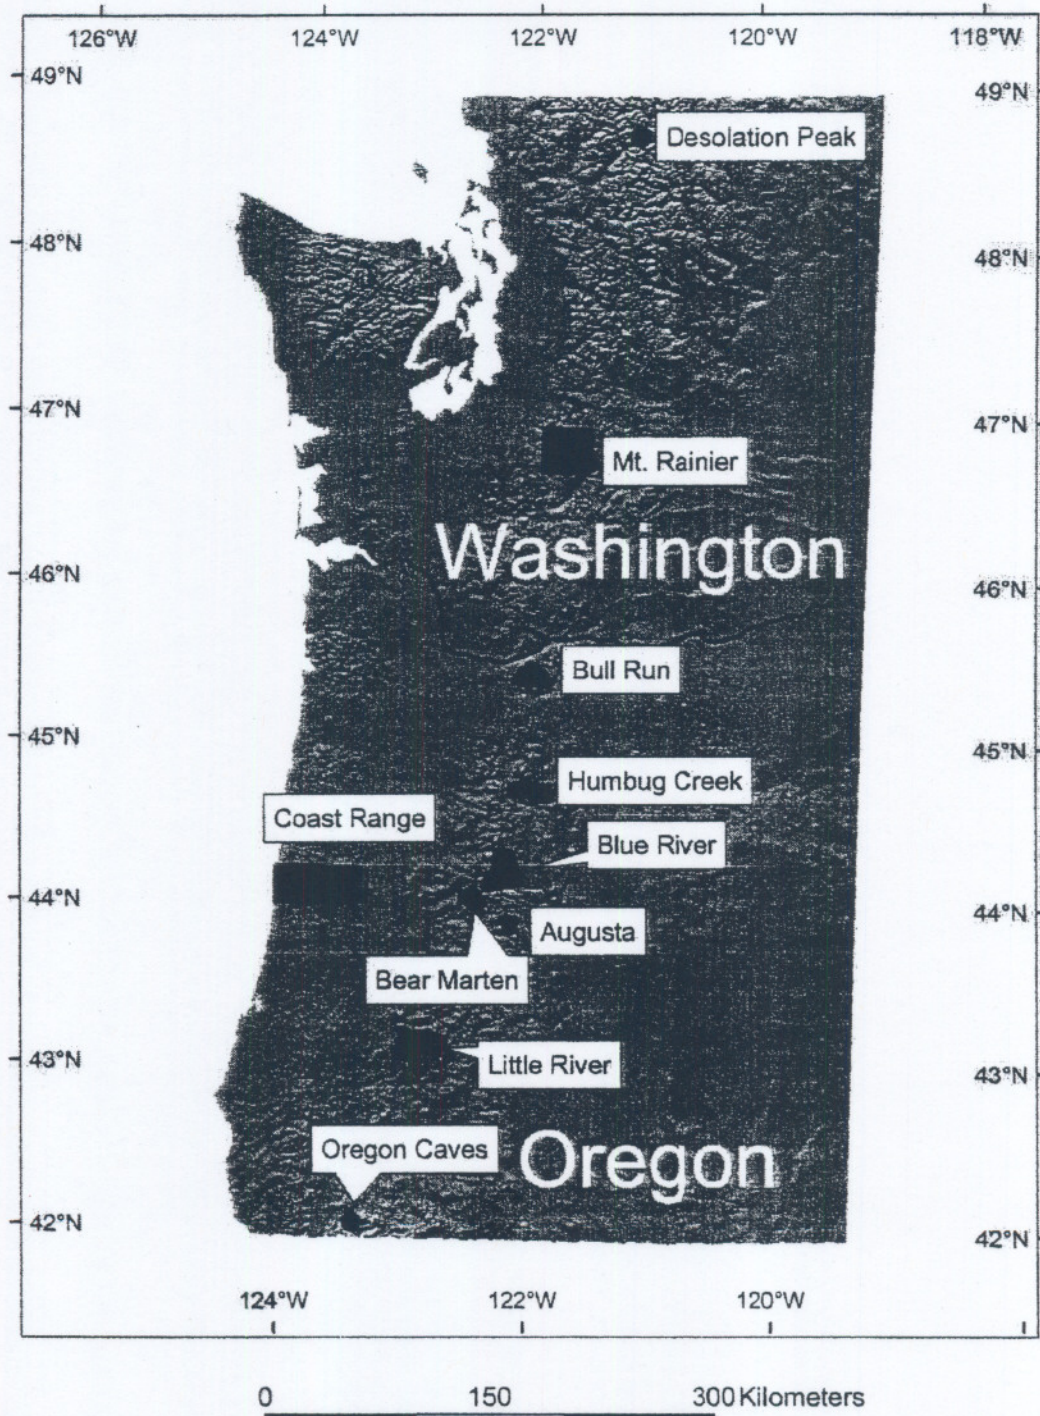 126°W 124°W 122°W 120°W 118°W
49°N 49°N
Desolation Peak
48°N 48°N
47°N 47°N
Mt. Rainier
Washington
46°N 46°N
Bull Run
45°N 45°N
Humbug Creek
Coast Range
Blue River
44°N 44°N
Augusta
Bear Marten
43°N 43°N
Little River
Oregon Caves
Oregon
42°N 42°N
124°W 122°W 120°W
0 150 300 Kilometers